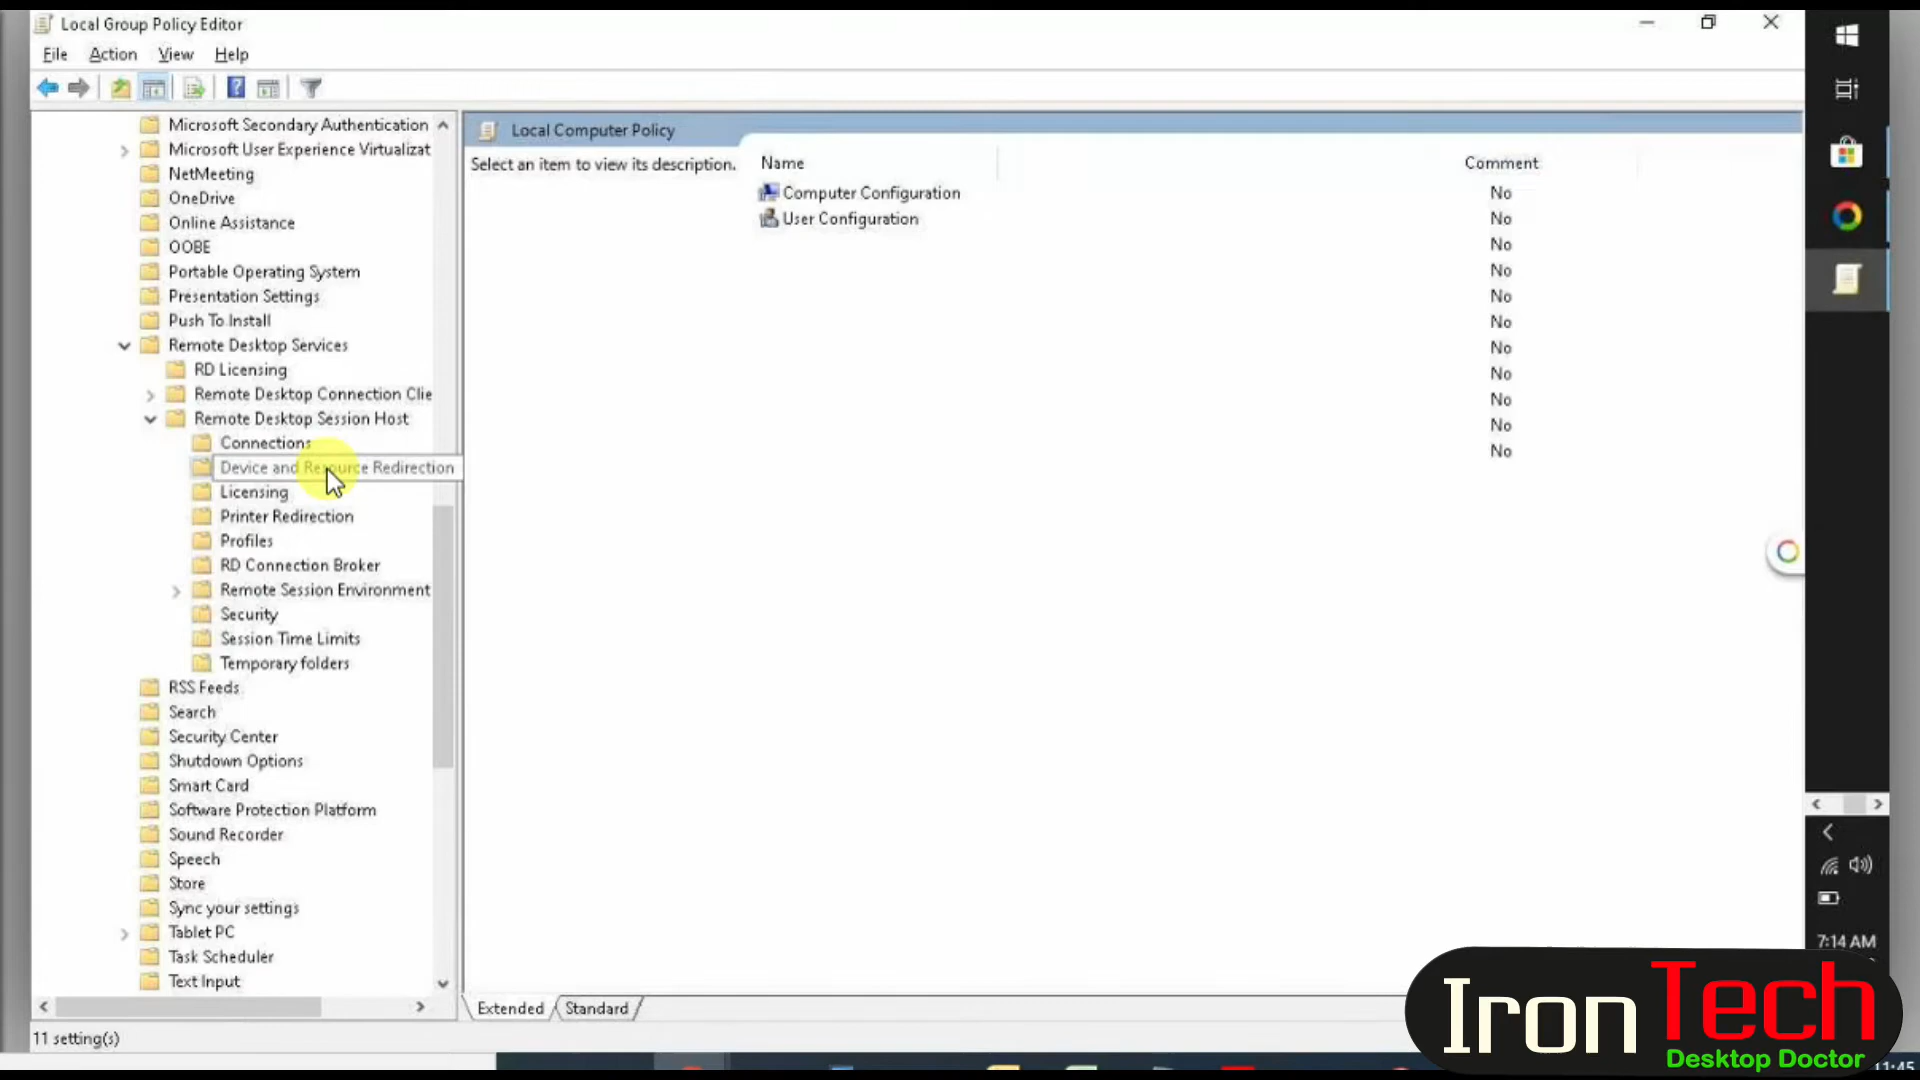 Local Group Policy Editor
File Action View Help
Microsoft Secondary Authentication
Microsoft User Experience Virtualizat
NetMeeting
OneDrive
Online Assistance
OOBE
Portable Operating System
Presentation Settings
Push To Install
Remote Desktop Services
RD Licensing
Remote Desktop Connection Clie
Remote Desktop Session Host
Connections
Device and Resource Redirection
Licensing
Printer Redirection
Profiles
RD Connection Broker
Remote Session Environment
Security
Session Time Limits
Temporary folders
RSS Feeds
Search
Security Center
Shutdown Options
Smart Card
Software Protection Platform
Sound Recorder
Speech
Store
Sync your settings
Tablet PC
Task Scheduler
Text Input
11 setting(s)
Local Computer Policy
Select an item to view its description.
Name Comment
Computer Configuration No
User Configuration No
No
No
No
No
No
No
No
No
No
Extended Standard
7:14 AM
Iron Tech
Desktop Doctor
11:45